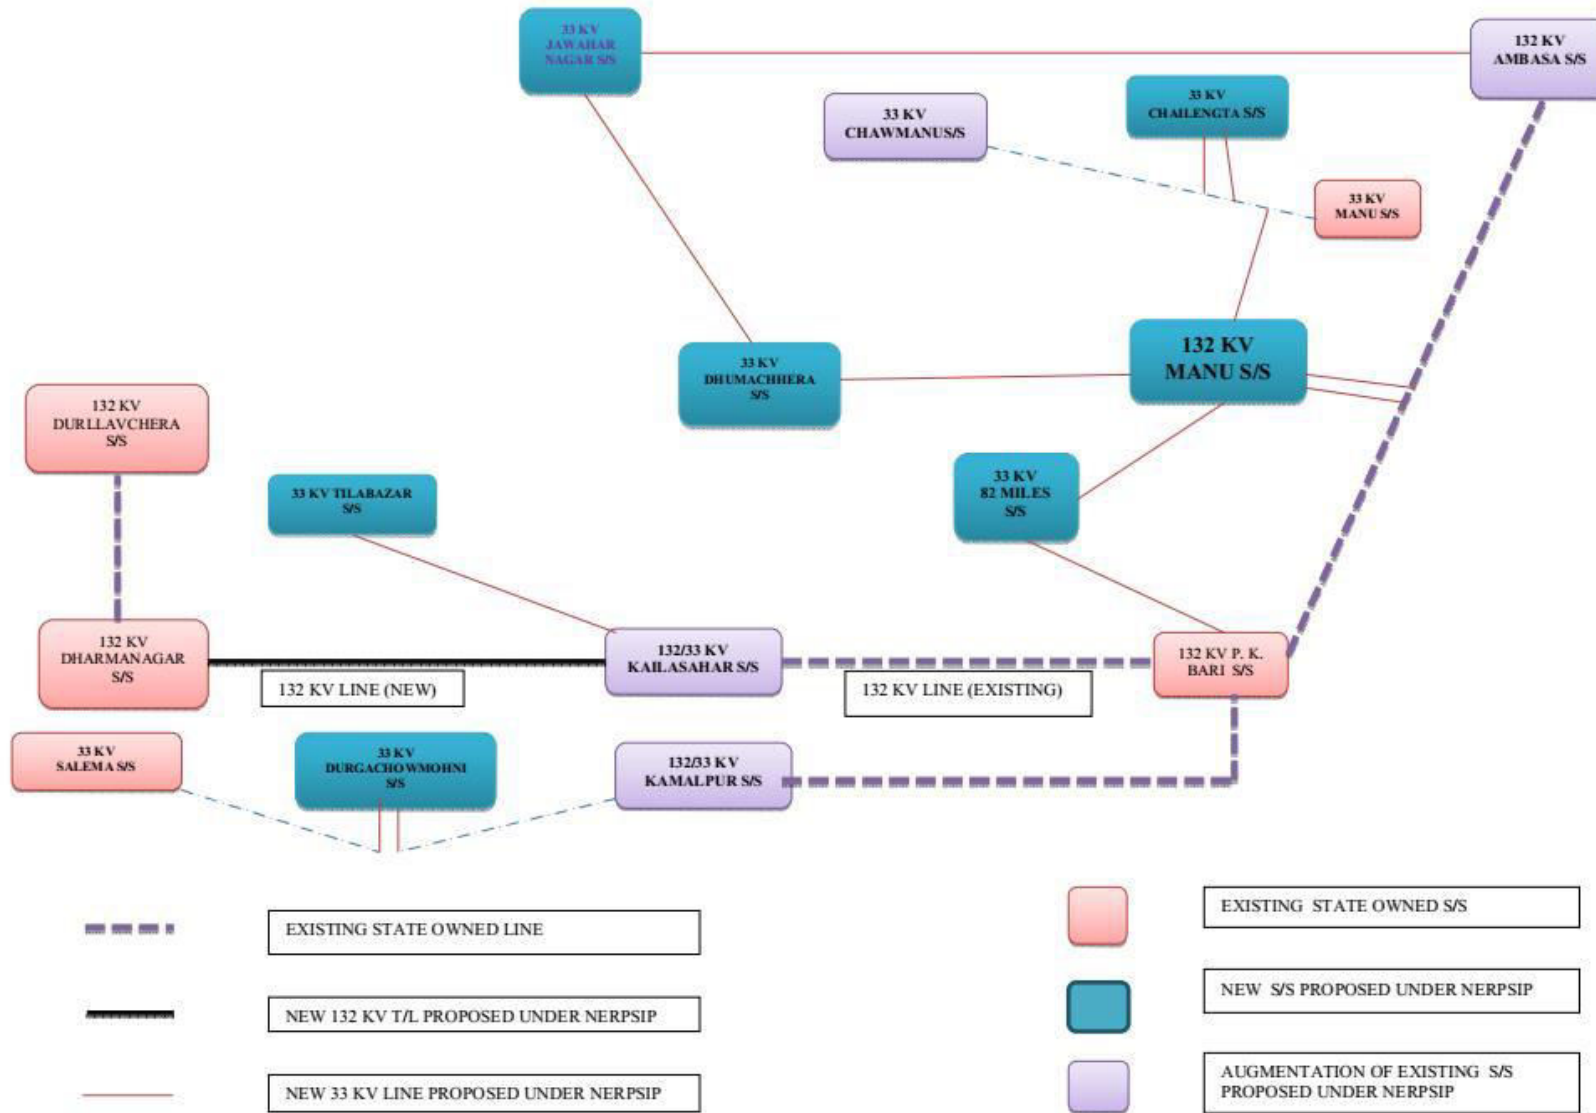 33 KV
JAWAHAR
NAGAR S/S
132 KV
AMBASA S/S
33 KV
CHAWMANUS/S
33 KV
CHAILENGTA S/S
33 KV
MANU S/S
132 KV
MANU S/S
33 KV
DHUMACHHERA
S/S
132 KV
DURLLAVCHERA
S/S
33 KV TILABAZAR
S/S
33 KV
82 MILES
S/S
132 KV
DHARMANAGAR
S/S
132/33 KV
KAILASAHAR S/S
132 KV P. K.
BARI S/S
132 KV LINE (NEW)
132 KV LINE (EXISTING)
33 KV
SALEMA S/S
33 KV
DURGACHOWMOHNI
S/S
132/33 KV
KAMALPUR S/S
EXISTING STATE OWNED LINE
NEW 132 KV T/L PROPOSED UNDER NERPSIP
NEW 33 KV LINE PROPOSED UNDER NERPSIP
EXISTING STATE OWNED S/S
NEW S/S PROPOSED UNDER NERPSIP
AUGMENTATION OF EXISTING S/S
PROPOSED UNDER NERPSIP